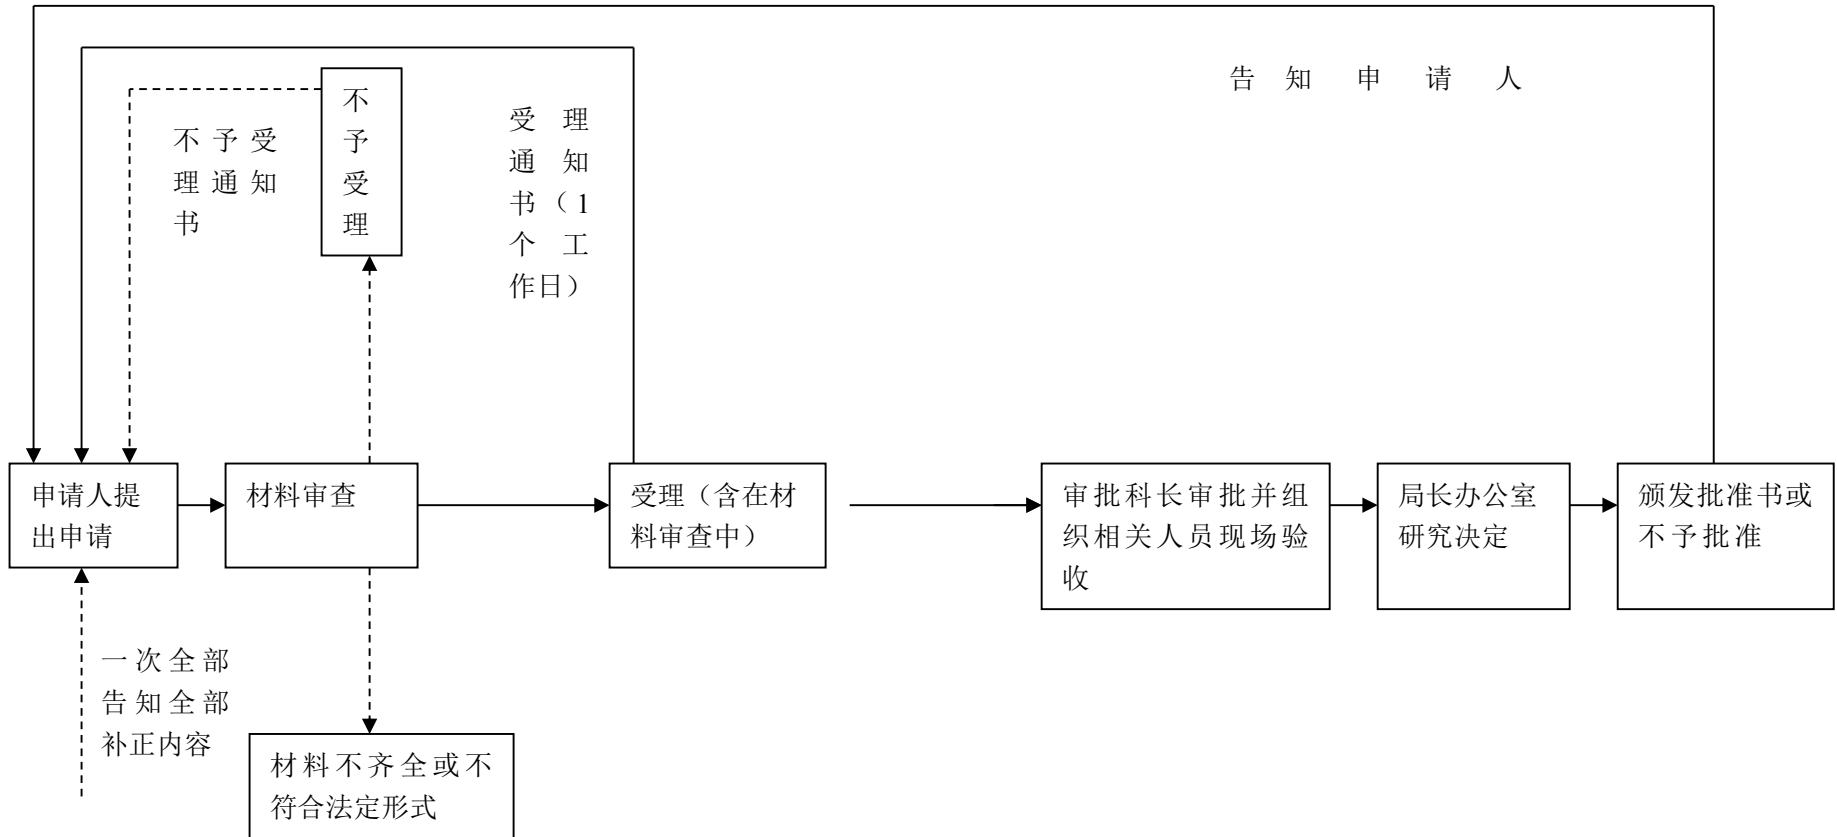 告知申请人
不
予
受
理
不予受
理通知
书
受理
通知
书（1
个工
作日）
申请人提
出申请
材料审查
受理（含在材
料审查中）
审批科长审批并组
织相关人员现场验
收
局长办公室
研究决定
颁发批准书或
不予批准
一次全部
告知全部
补正内容
材料不齐全或不
符合法定形式